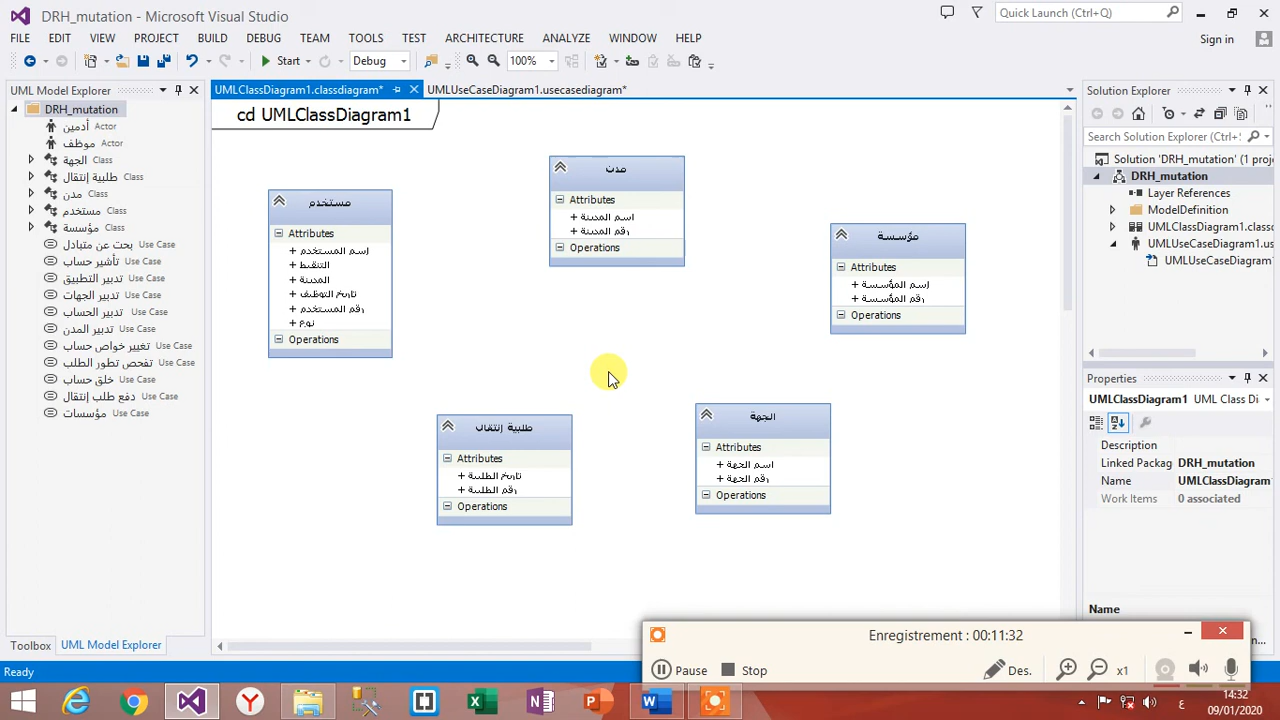 DRH_mutation - Microsoft Visual Studio
Quick Launch (Ctrl+Q)
FILE EDIT VIEW PROJECT BUILD DEBUG TEAM TOOLS TEST ARCHITECTURE ANALYZE WINDOW HELP
Sign in
Start Debug 100%
UML Model Explorer
DRH_mutation
أدمين Actor
موظف Actor
الجهة Class
طلبية إنتقال Class
مدن Class
مستخدم Class
مؤسسة Class
بحت عن متبادل Use Case
تأشير حساب Use Case
تدبير التطبيق Use Case
تدبير الجهات Use Case
تدبير الحساب Use Case
تدبير المدن Use Case
تغيير خواص حساب Use Case
تفحص تطور الطلب Use Case
خلق حساب Use Case
دفع طلب إنتقال Use Case
مؤسسات Use Case
Toolbox UML Model Explorer
UMLClassDiagram1.classdiagram*
UMLUseCaseDiagram1.usecasediagram*
cd UMLClassDiagram1
مدن
Attributes
+ اسم المدينة
+ رقم المدينة
Operations
مستخدم
Attributes
+ اسم المستخدم
+ التنقيط
+ المدينة
+ تاريخ التوظيف
+ رقم المستخدم
+ نوع
Operations
مؤسسة
Attributes
+ إسم المؤسسة
+ رقم المؤسسة
Operations
طلبية إنتقال
Attributes
+ تاريخ الطلبية
+ رقم الطلبية
Operations
الجهة
Attributes
+ اسم الجهة
+ رقم الجهة
Operations
Solution Explorer
Search Solution Explorer (Ctrl+
Solution 'DRH_mutation' (1 proj
DRH_mutation
Layer References
ModelDefinition
UMLClassDiagram1.classd
UMLUseCaseDiagram1.us
UMLUseCaseDiagram1
Properties
UMLClassDiagram1 UML Class Di
Description
Linked Packag DRH_mutation
Name UMLClassDiagram
Work Items 0 associated
Name
Enregistrement : 00:11:32
Pause Stop Des. x1
Ready
ع
14:32
09/01/2020